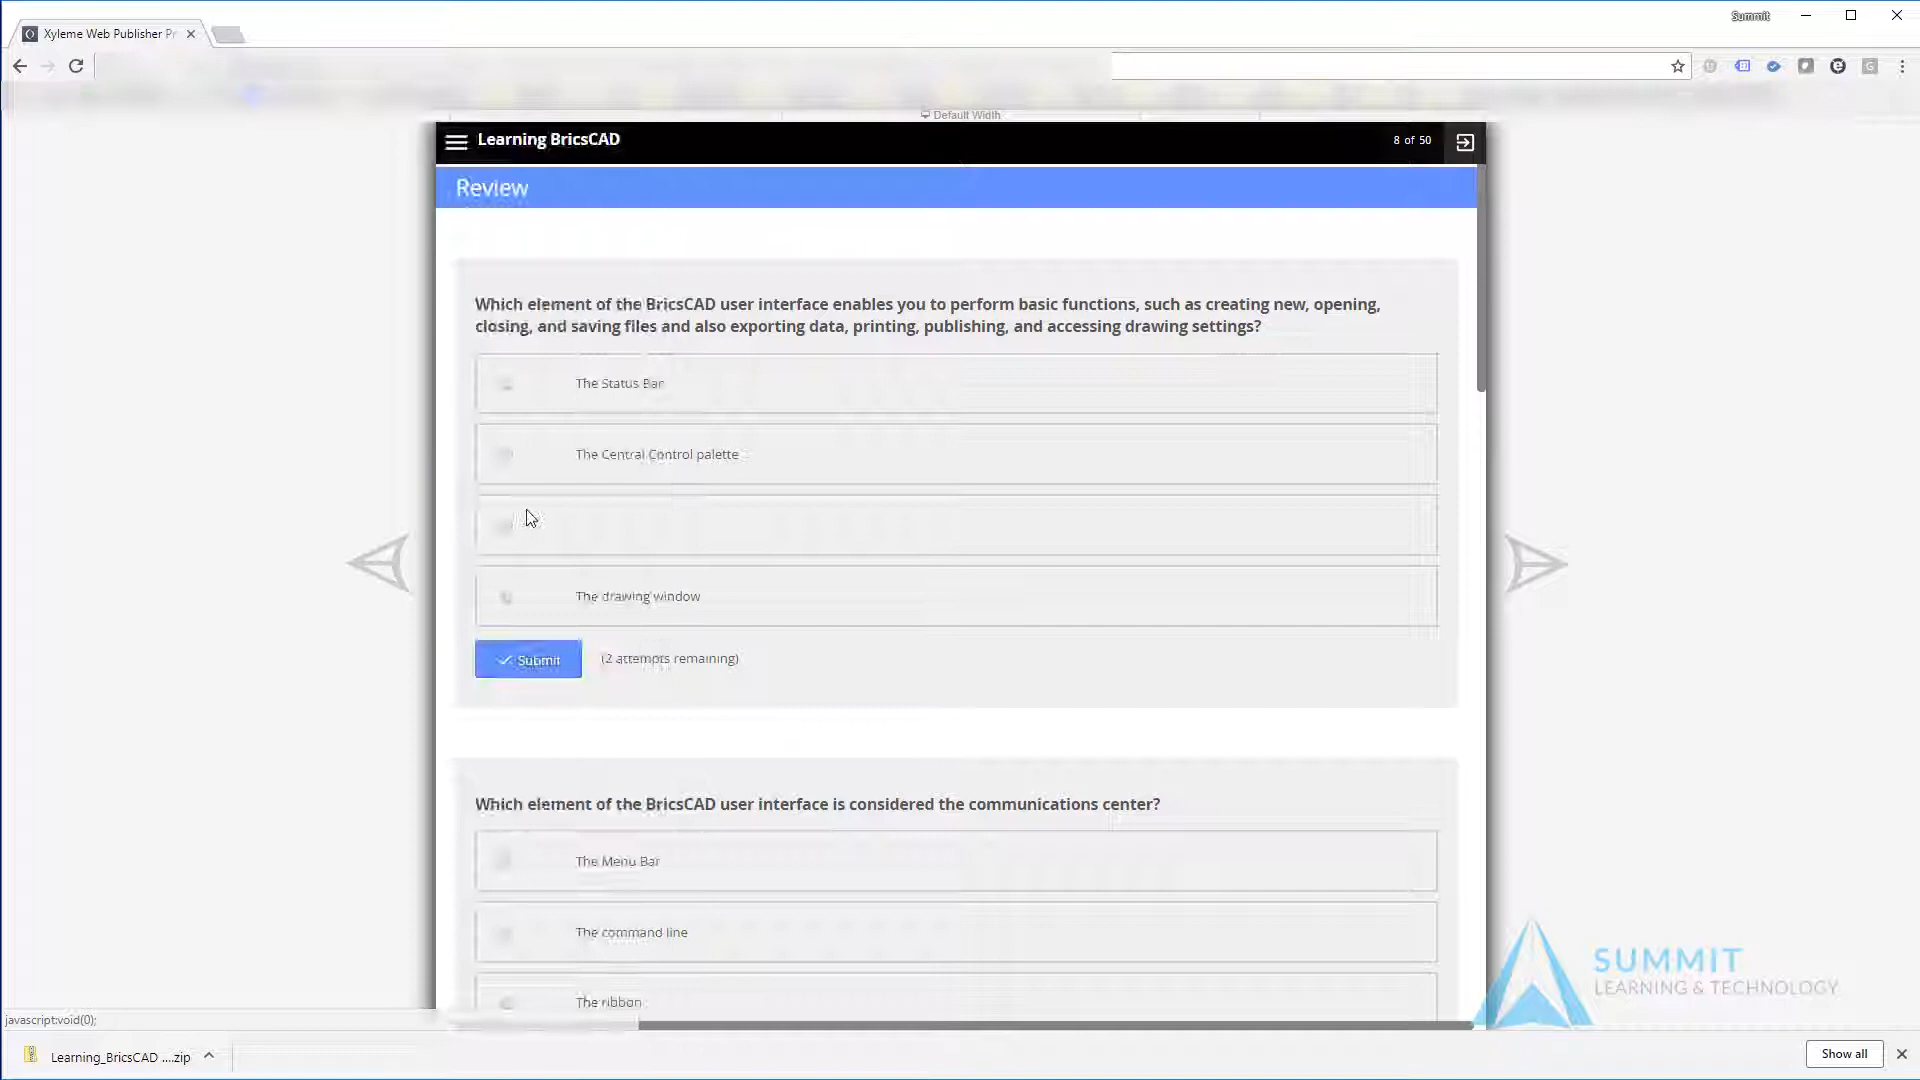 Summit
Xyleme Web Publisher Pr
Default Width
Learning BricsCAD
8 of 50
Review
Which element of the BricsCAD user interface enables you to perform basic functions, such as creating new, opening,
closing, and saving files and also exporting data, printing, publishing, and accessing drawing settings?
The Status Bar
The Central Control palette
The drawing window
Submit
(2 attempts remaining)
Which element of the BricsCAD user interface is considered the communications center?
The Menu Bar
The command line
The ribbon
SUMMIT
LEARNING & TECHNOLOGY
javascript:void(0);
Learning_BricsCAD ....zip
Show all